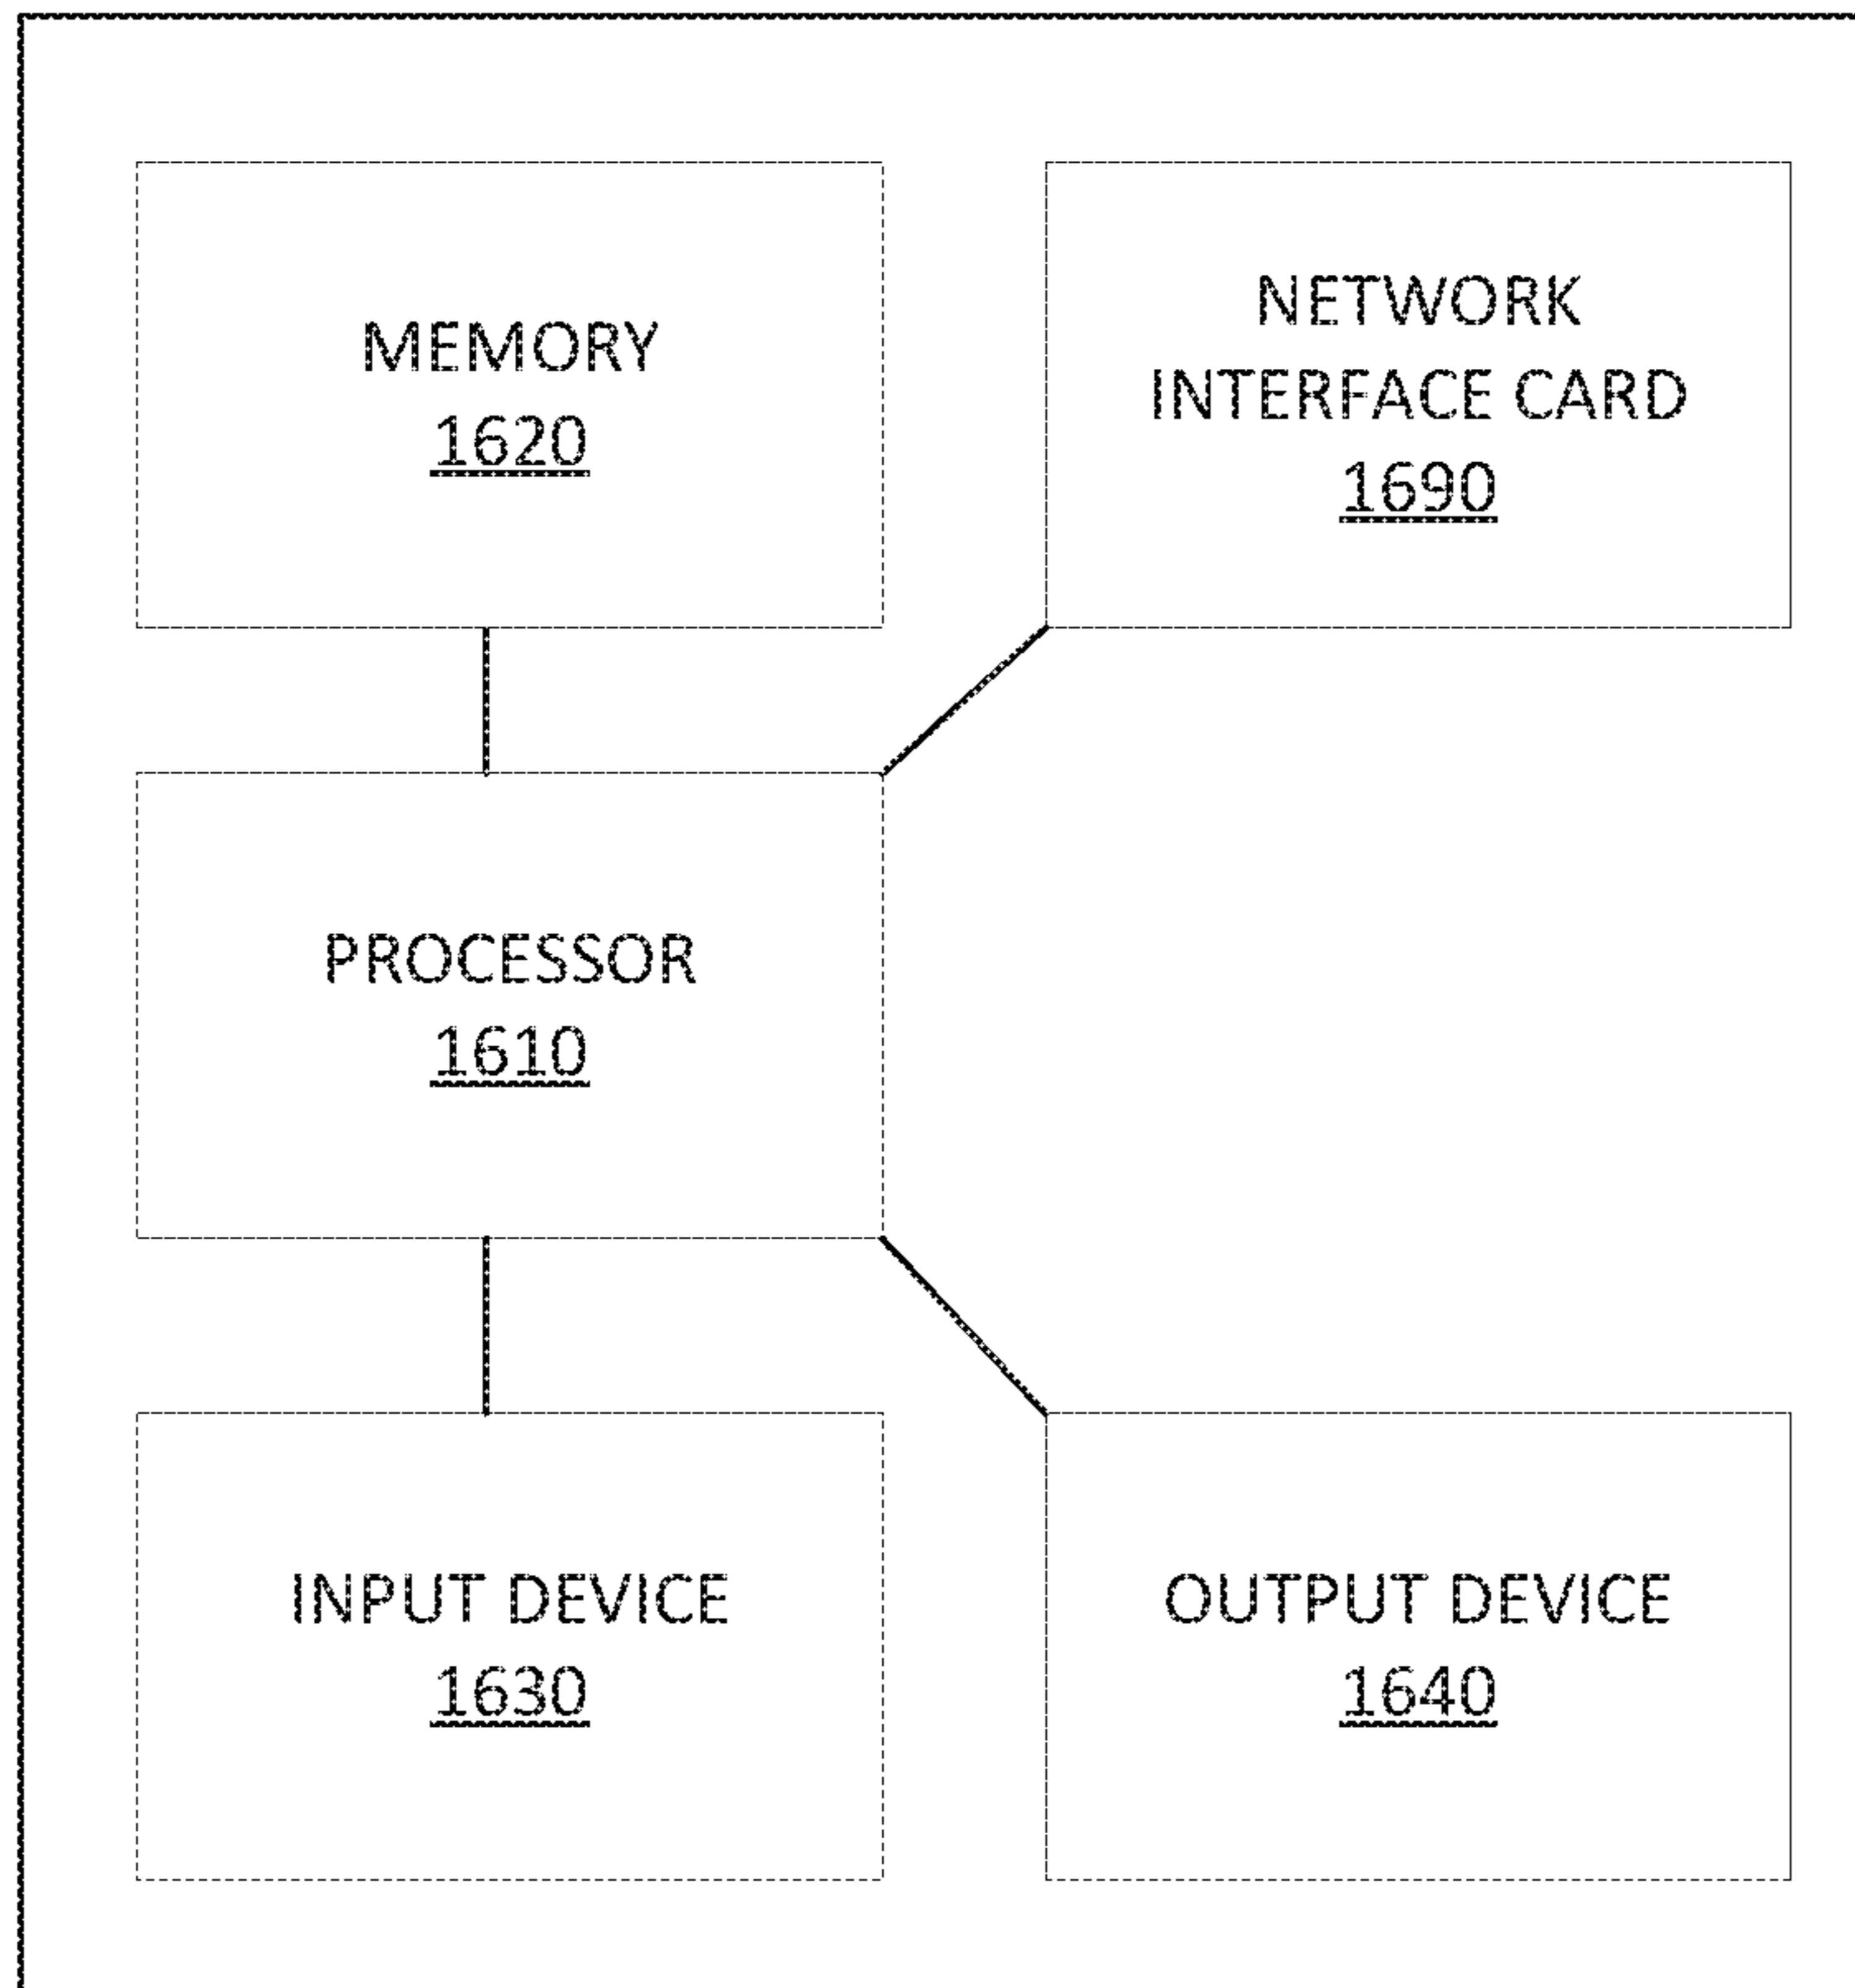 MEMORY
1620
NETWORK
INTERFACE CARD
1690
PROCESSOR
1610
INPUT DEVICE
1630
OUTPUT DEVICE
1640